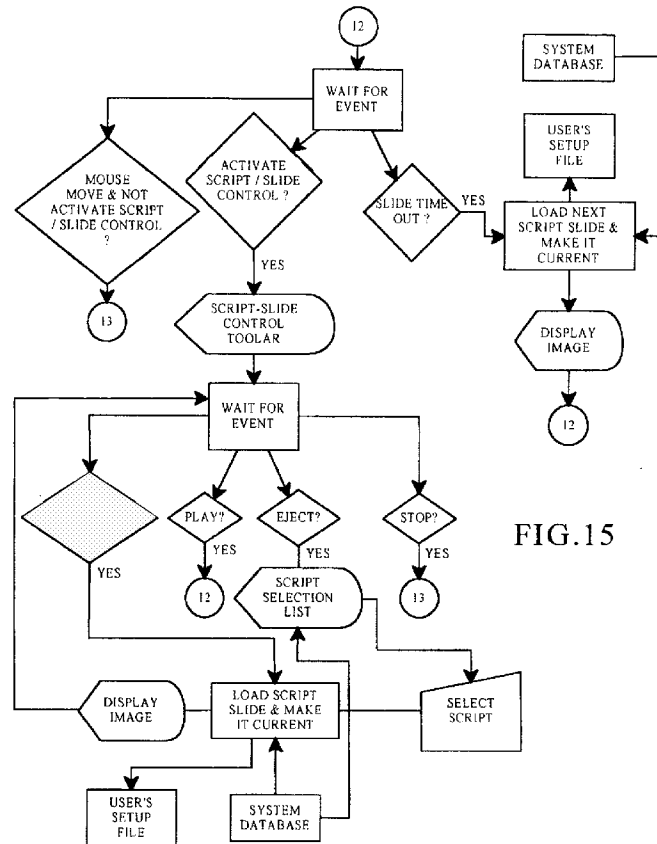 12
WAIT FOR
EVENT
SYSTEM
DATABASE
USER'S
SETUP
FILE
MOUSE
MOVE & NOT
ACTIVATE SCRIPT
/ SLIDE CONTROL
?
ACTIVATE
SCRIPT / SLIDE
CONTROL ?
SLIDE TIME
OUT ?
YES
LOAD NEXT
SCRIPT SLIDE &
MAKE IT
CURRENT
YES
13
SCRIPT-SLIDE
CONTROL
TOOLAR
DISPLAY
IMAGE
12
WAIT FOR
EVENT
PLAY?
EJECT?
STOP?
YES
YES
YES
YES
FIG.15
12
SCRIPT
SELECTION
LIST
13
DISPLAY
IMAGE
LOAD SCRIPT
SLIDE & MAKE
IT CURRENT
SELECT
SCRIPT
USER'S
SETUP
FILE
SYSTEM
DATABASE